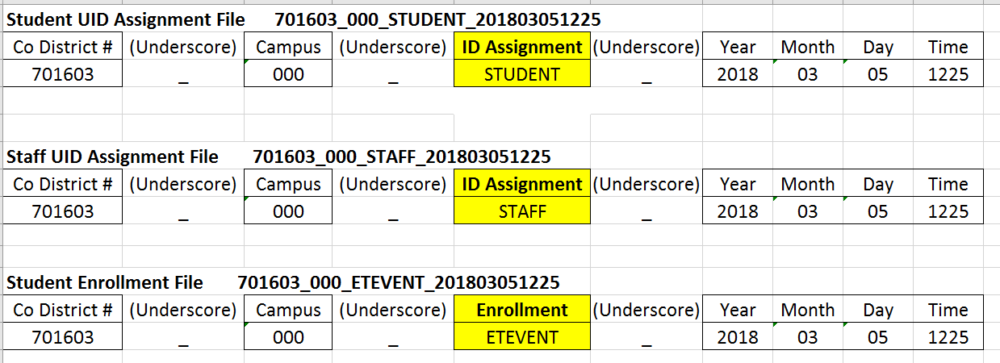 Student UID Assignment File 701603_000_STUDENT_201803051225
Co District # (Underscore) Campus (Underscore) ID Assignment (Underscore) Year Month Day Time
701603 _ 000 _ STUDENT _ 2018 03 05 1225
Staff UID Assignment File 701603_000_STAFF_201803051225
Co District # (Underscore) Campus (Underscore) ID Assignment (Underscore) Year Month Day Time
701603 _ 000 _ STAFF _ 2018 03 05 1225
Student Enrollment File 701603_000_ETEVENT_201803051225
Co District # (Underscore) Campus (Underscore) Enrollment (Underscore) Year Month Day Time
701603 _ 000 _ ETEVENT _ 2018 03 05 1225